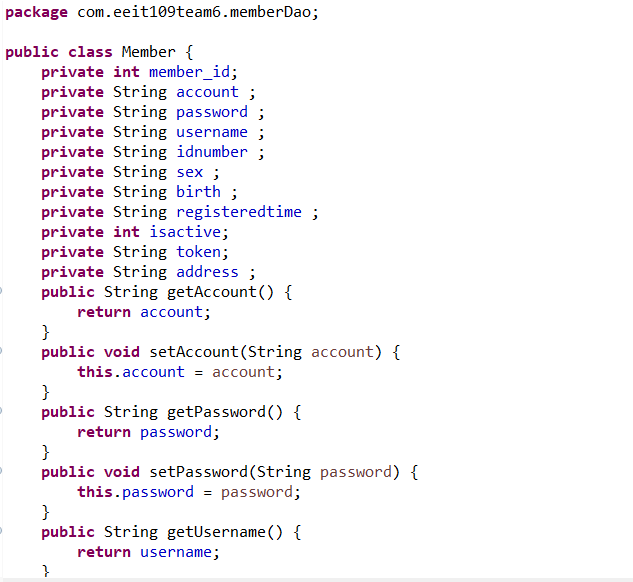 package com.eeit109team6.memberDao;

public class Member {
    private int member_id;
    private String account ;
    private String password ;
    private String username ;
    private String idnumber ;
    private String sex ;
    private String birth ;
    private String registeredtime ;
    private int isactive;
    private String token;
    private String address ;
    public String getAccount() {
        return account;
    }
    public void setAccount(String account) {
        this.account = account;
    }
    public String getPassword() {
        return password;
    }
    public void setPassword(String password) {
        this.password = password;
    }
    public String getUsername() {
        return username;
    }